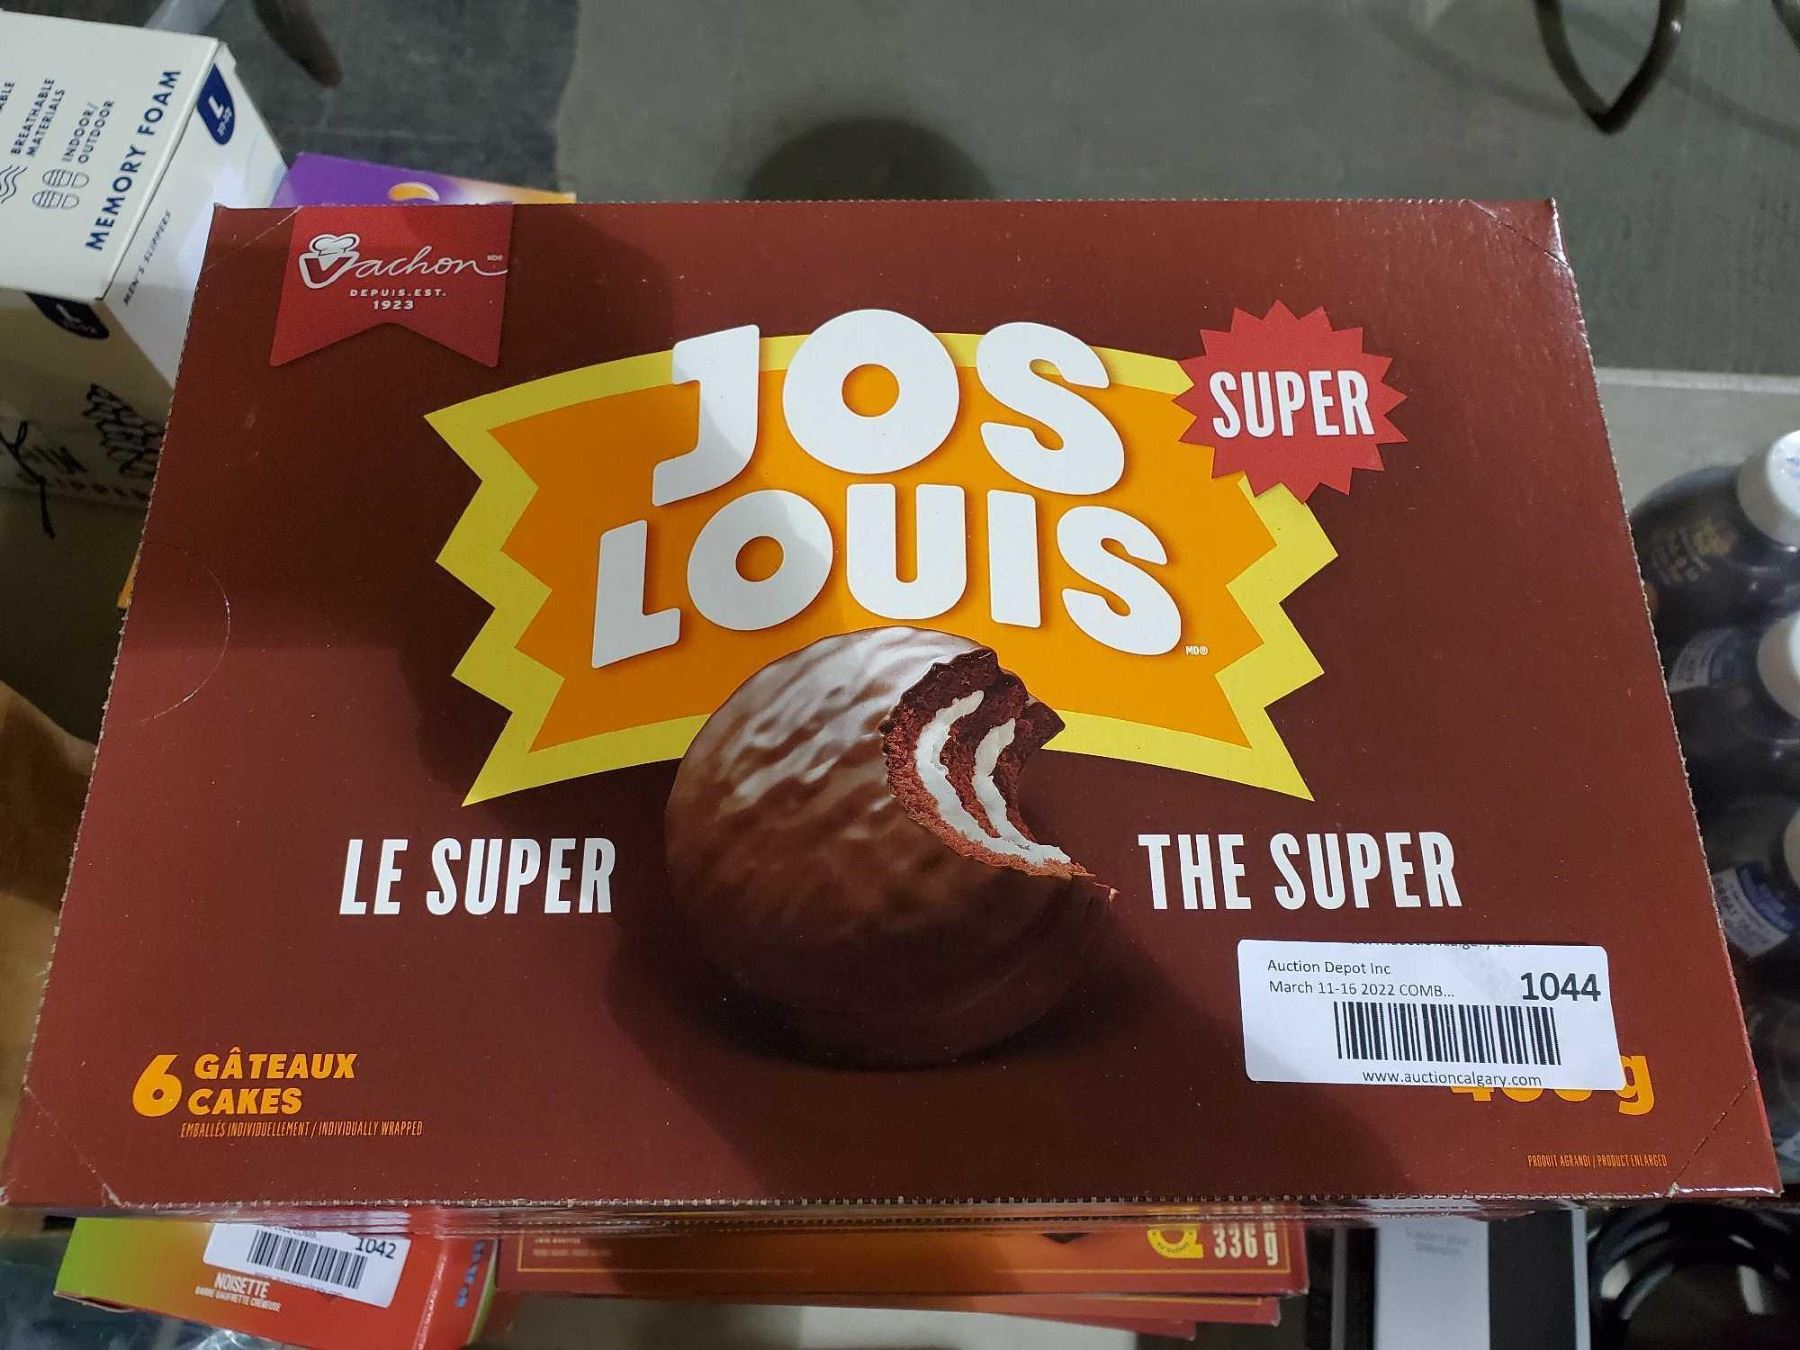 BREATHABLE
MATERIALS
INDOOR/
OUTDOOR
MEMORY FOAM
L
MEN'S SLIPPERS
Vachon MD®
DEPUIS.EST.
1923
JOS
LOUIS MD®
SUPER
LE SUPER
THE SUPER
Auction Depot Inc
March 11-16 2022 COMB...
1044
www.auctioncalgary.com
6 GÂTEAUX
CAKES
EMBALLÉS INDIVIDUELLEMENT / INDIVIDUALLY WRAPPED
g
PRODUIT AGRANDI / PRODUCT ENLARGED
1042
NOISETTE
336 g